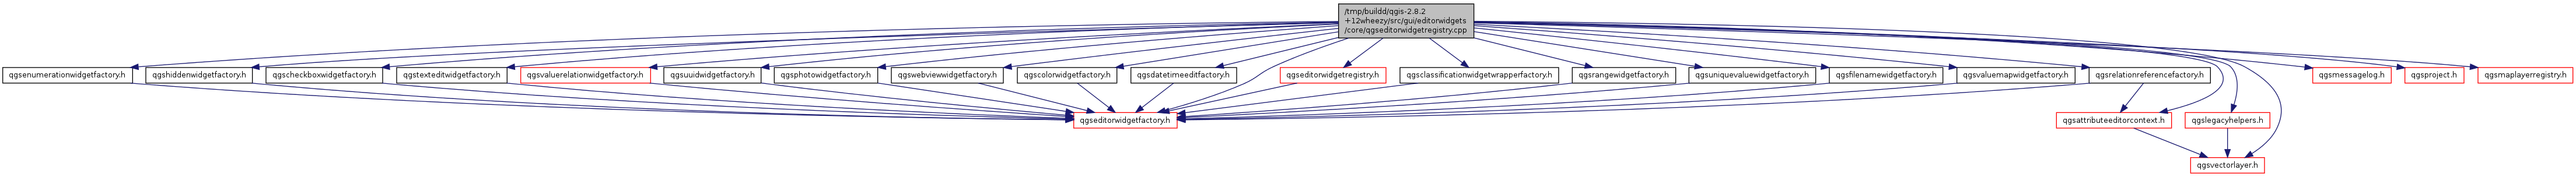 /tmp/buildd/qgis-2.8.2
+12wheezy/src/gui/editorwidgets
/core/qgseditorwidgetregistry.cpp
qgsenumerationwidgetfactory.h
qgshiddenwidgetfactory.h
qgscheckboxwidgetfactory.h
qgstexteditwidgetfactory.h
qgsvaluerelationwidgetfactory.h
qgsuuidwidgetfactory.h
qgsphotowidgetfactory.h
qgswebviewwidgetfactory.h
qgscolorwidgetfactory.h
qgsdatetimeeditfactory.h
qgseditorwidgetregistry.h
qgsclassificationwidgetwrapperfactory.h
qgsrangewidgetfactory.h
qgsuniquevaluewidgetfactory.h
qgsfilenamewidgetfactory.h
qgsvaluemapwidgetfactory.h
qgsrelationreferencefactory.h
qgsmessagelog.h
qgsproject.h
qgsmaplayerregistry.h
qgseditorwidgetfactory.h
qgsattributeeditorcontext.h
qgslegacyhelpers.h
qgsvectorlayer.h